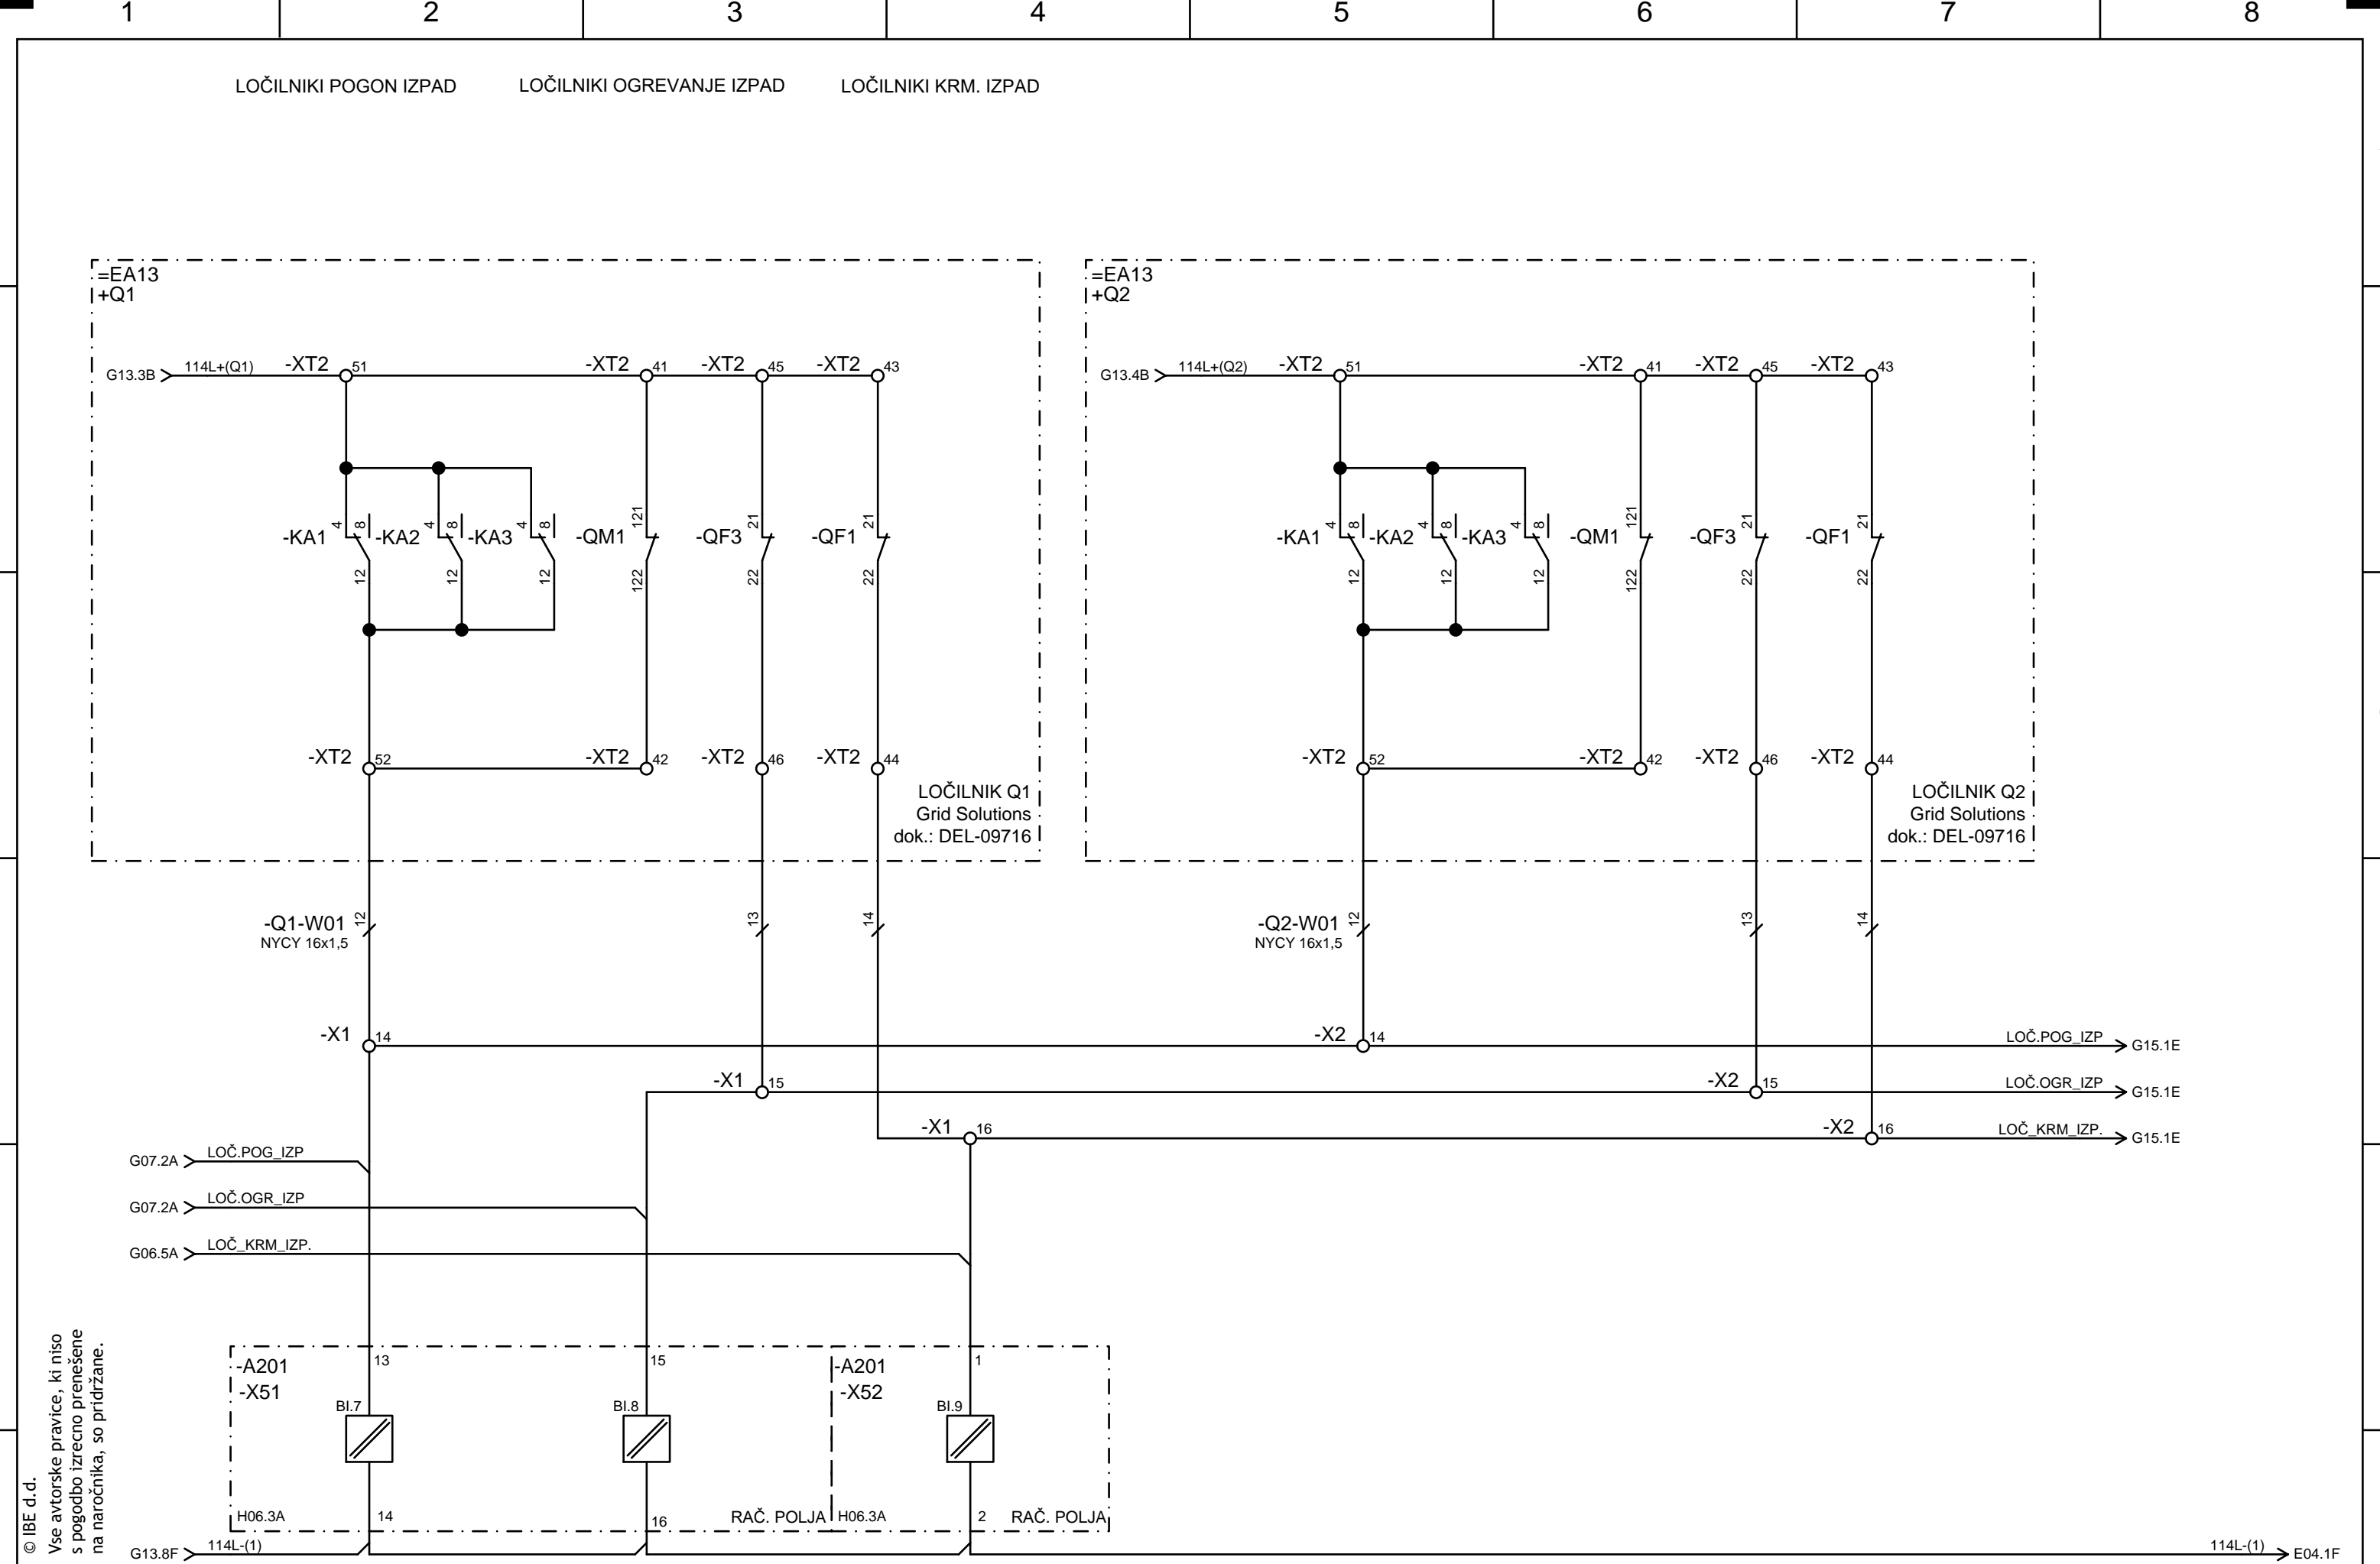 1 2 3 4 5 6 7 8
LOČILNIKI POGON IZPAD LOČILNIKI OGREVANJE IZPAD LOČILNIKI KRM. IZPAD
=EA13 =EA13
+Q1 +Q2
G13.3B 114L+(Q1) -XT2 51 -XT2 41 -XT2 45 -XT2 43 G13.4B 114L+(Q2) -XT2 51 -XT2 41 -XT2 45 -XT2 43
4 8 4 8 4 8 121 21 21 4 8 4 8 4 8 121 21 21
-KA1 -KA2 -KA3 -QM1 -QF3 -QF1 -KA1 -KA2 -KA3 -QM1 -QF3 -QF1
12 12 12 122 22 22 12 12 12 122 22 22
-XT2 52 -XT2 42 -XT2 46 -XT2 44 -XT2 52 -XT2 42 -XT2 46 -XT2 44
LOČILNIK Q1 LOČILNIK Q2
Grid Solutions Grid Solutions
dok.: DEL-09716 dok.: DEL-09716
-Q1-W01 12 13 14 -Q2-W01 12 13 14
NYCY 16x1,5 NYCY 16x1,5
-X1 14 -X2 14 LOČ.POG_IZP G15.1E
-X1 15 -X2 15 LOČ.OGR_IZP G15.1E
-X1 16 -X2 16 LOČ_KRM_IZP. G15.1E
G07.2A LOČ.POG_IZP
G07.2A LOČ.OGR_IZP
G06.5A LOČ_KRM_IZP.
-A201 13 15 -A201 1
-X51 -X52
BI.7 BI.8 BI.9
H06.3A 14 16 RAČ. POLJA H06.3A 2 RAČ. POLJA
G13.8F 114L-(1) 114L-(1) E04.1F
© IBE d.d.
Vse avtorske pravice, ki niso
s pogodbo izrecno prenešene
na naročnika, so pridržane.